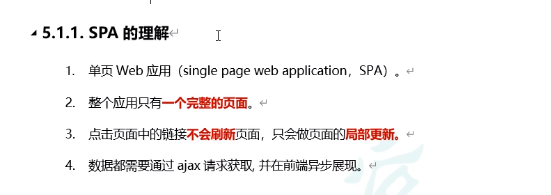 5.1.1. SPA 的理解
1. 单页 Web 应用（single page web application，SPA）。
2. 整个应用只有一个完整的页面。
3. 点击页面中的链接不会刷新页面，只会做页面的局部更新。
4. 数据都需要通过 ajax 请求获取, 并在前端异步展现。